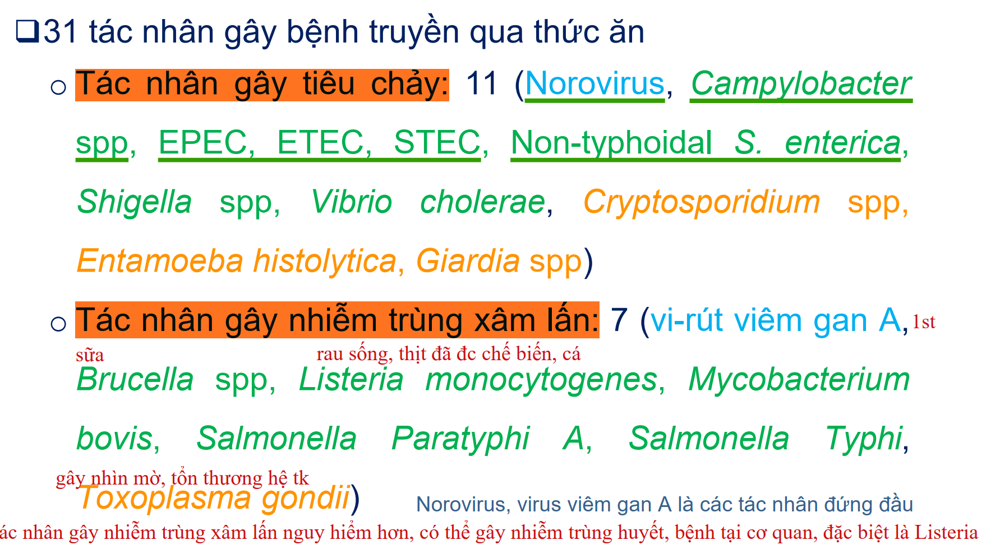 31 tác nhân gây bệnh truyền qua thức ăn
Tác nhân gây tiêu chảy: 11 (Norovirus, Campylobacter
spp, EPEC, ETEC, STEC, Non-typhoidal S. enterica,
Shigella spp, Vibrio cholerae, Cryptosporidium spp,
Entamoeba histolytica, Giardia spp)
Tác nhân gây nhiễm trùng xâm lấn: 7 (vi-rút viêm gan A, 1st
sữa rau sống, thịt đã đc chế biến, cá
Brucella spp, Listeria monocytogenes, Mycobacterium
bovis, Salmonella Paratyphi A, Salmonella Typhi,
gây nhìn mờ, tổn thương hệ tk
Toxoplasma gondii)
Norovirus, virus viêm gan A là các tác nhân đứng đầu
ác nhân gây nhiễm trùng xâm lấn nguy hiểm hơn, có thể gây nhiễm trùng huyết, bệnh tại cơ quan, đặc biệt là Listeria